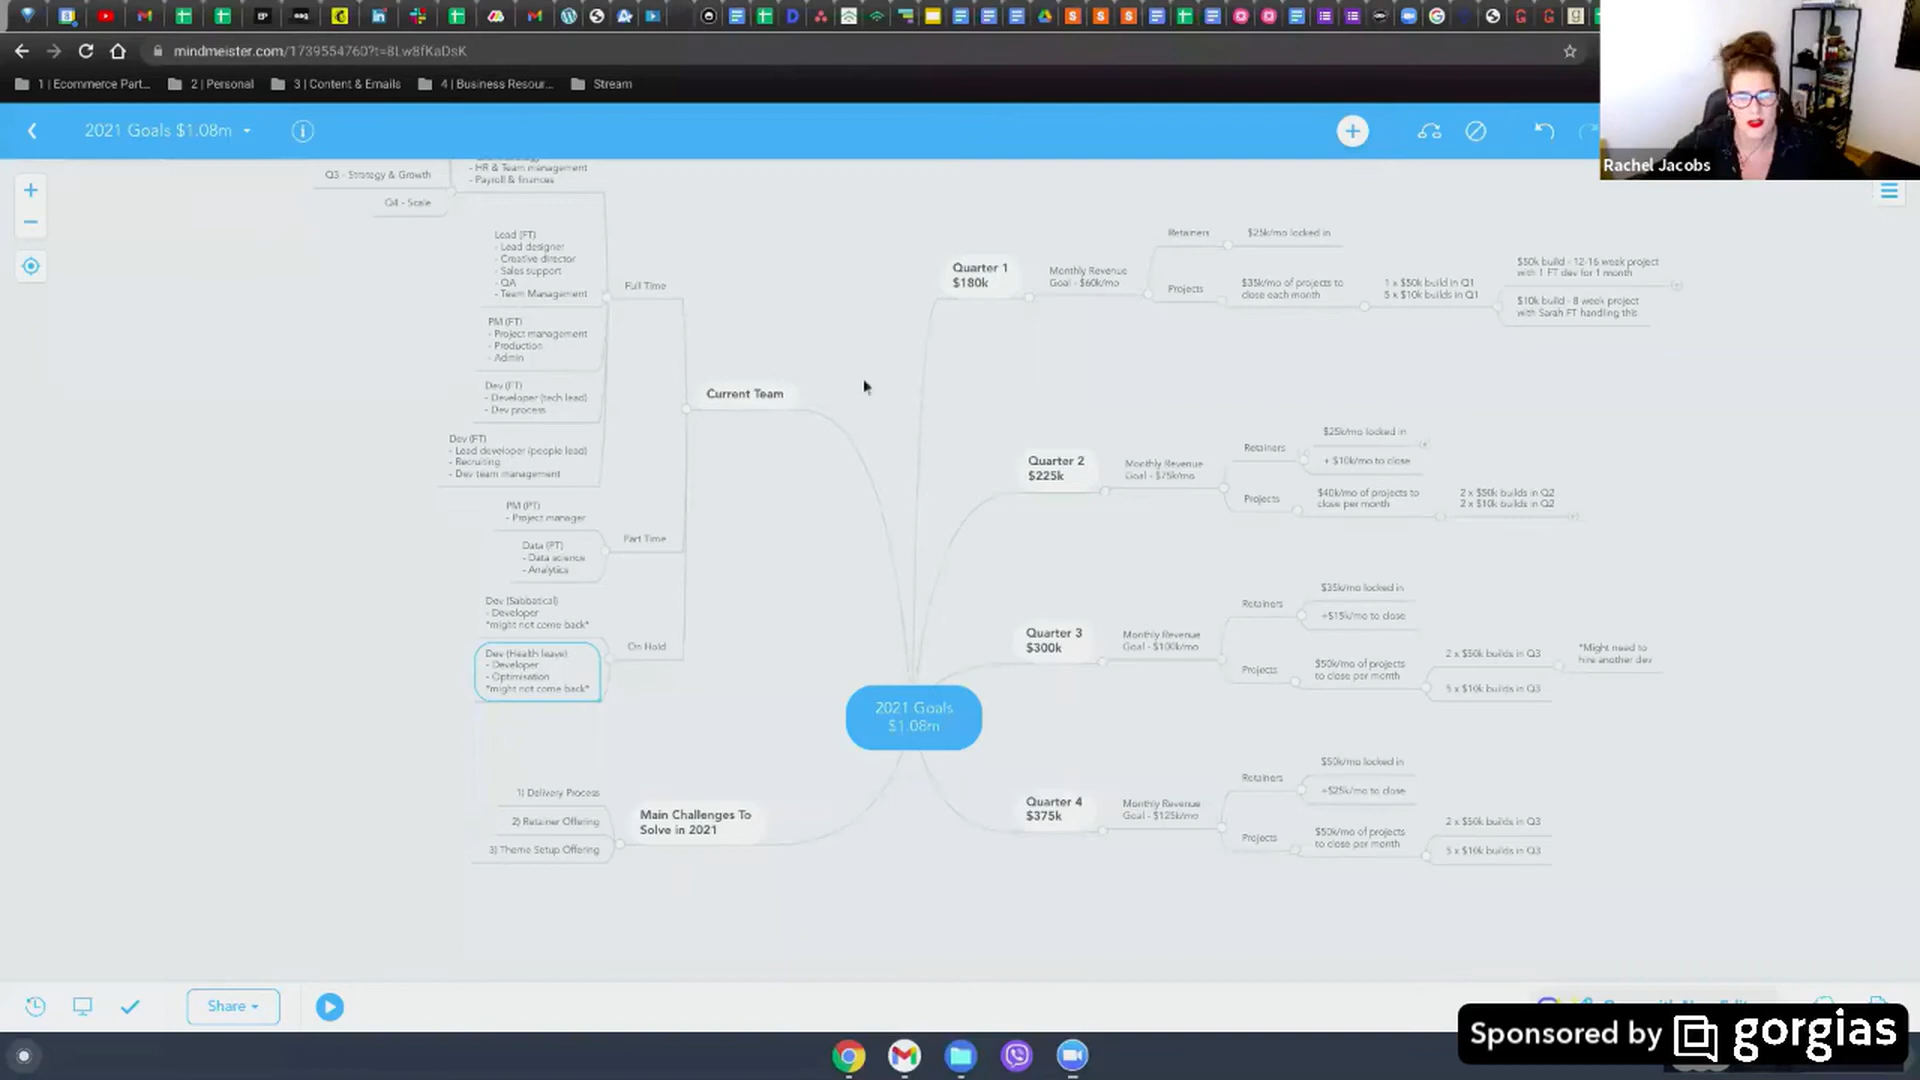 mindmeister.com/1739554760?t=8Lw8fKaDsK
1 | Ecommerce Part...
2 | Personal
3 | Content & Emails
4 | Business Resour...
Stream
Rachel Jacobs
2021 Goals $1.08m
Q3 - Strategy & Growth
Q4 - Scale
- HR & Team management
- Payroll & finances
Lead (FT)
- Lead designer
- Creative director
- Sales support
- QA
- Team Management
PM (FT)
- Project management
- Production
- Admin
Dev (FT)
- Developer (tech lead)
- Dev process
Dev (FT)
- Lead developer (people lead)
- Recruiting
- Dev team management
Full Time
PM (PT)
- Project manager
Data (PT)
- Data science
- Analytics
Part Time
Dev (Sabbatical)
- Developer
*might not come back*
Dev (Health leave)
- Developer
- Optimisation
*might not come back*
On Hold
Current Team
1) Delivery Process
2) Retainer Offering
3) Theme Setup Offering
Main Challenges To
Solve in 2021
2021 Goals
$1.08m
Quarter 1
$180k
Monthly Revenue
Goal - $60k/mo
Retainers
$25k/mo locked in
Projects
$35k/mo of projects to
close each month
1 x $50k build in Q1
5 x $10k builds in Q1
$50k build - 12-16 week project
with 1 FT dev for 1 month
$10k build - 8 week project
with Sarah FT handling this
Quarter 2
$225k
Monthly Revenue
Goal - $75k/mo
Retainers
$25k/mo locked in
+ $10k/mo to close
Projects
$40k/mo of projects to
close per month
2 x $50k builds in Q2
2 x $10k builds in Q2
Quarter 3
$300k
Monthly Revenue
Goal - $100k/mo
Retainers
$35k/mo locked in
+$15k/mo to close
Projects
$50k/mo of projects
to close per month
2 x $50k builds in Q3
5 x $10k builds in Q3
*Might need to
hire another dev
Quarter 4
$375k
Monthly Revenue
Goal - $125k/mo
Retainers
$50k/mo locked in
+$25k/mo to close
Projects
$50k/mo of projects
to close per month
2 x $50k builds in Q3
5 x $10k builds in Q3
Share
Sponsored by gorgias